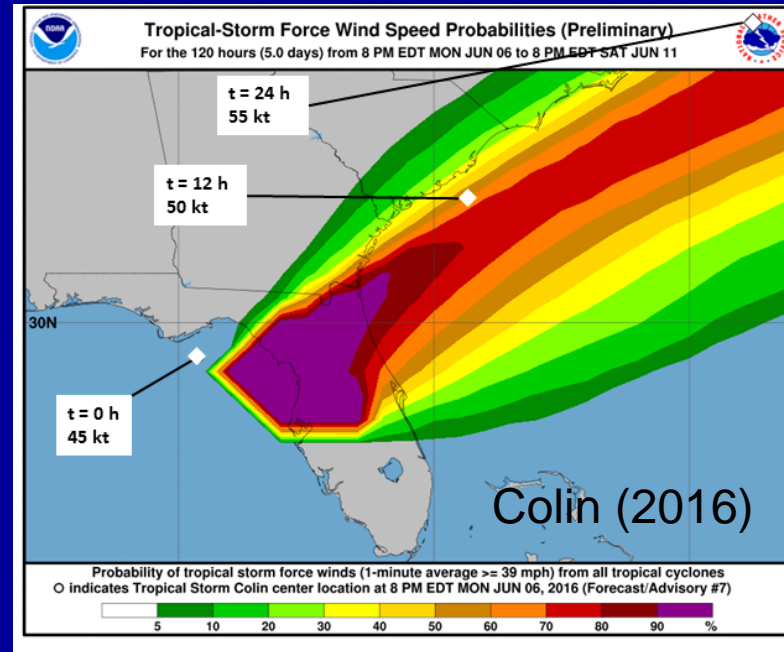 NOAA
Tropical-Storm Force Wind Speed Probabilities (Preliminary)
For the 120 hours (5.0 days) from 8 PM EDT MON JUN 06 to 8 PM EDT SAT JUN 11
t = 24 h
55 kt
t = 12 h
50 kt
30N
t = 0 h
45 kt
Colin (2016)
Probability of tropical storm force winds (1-minute average >= 39 mph) from all tropical cyclones
O indicates Tropical Storm Colin center location at 8 PM EDT MON JUN 06, 2016 (Forecast/Advisory #7)
5 10 20 30 40 50 60 70 80 90 %